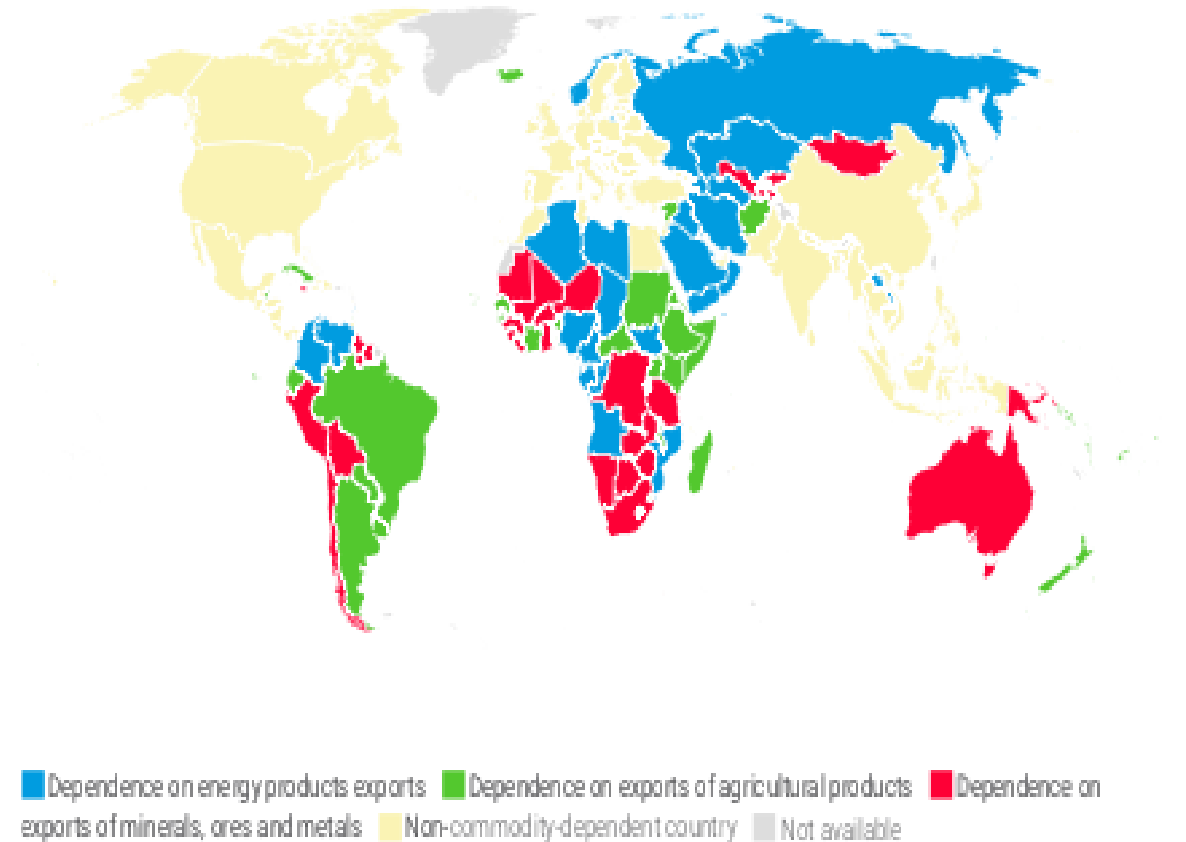 Dependence on energy products exports Dependence on exports of agricultural products Dependence on
exports of minerals, ores and metals Non-commodity-dependent country Not available